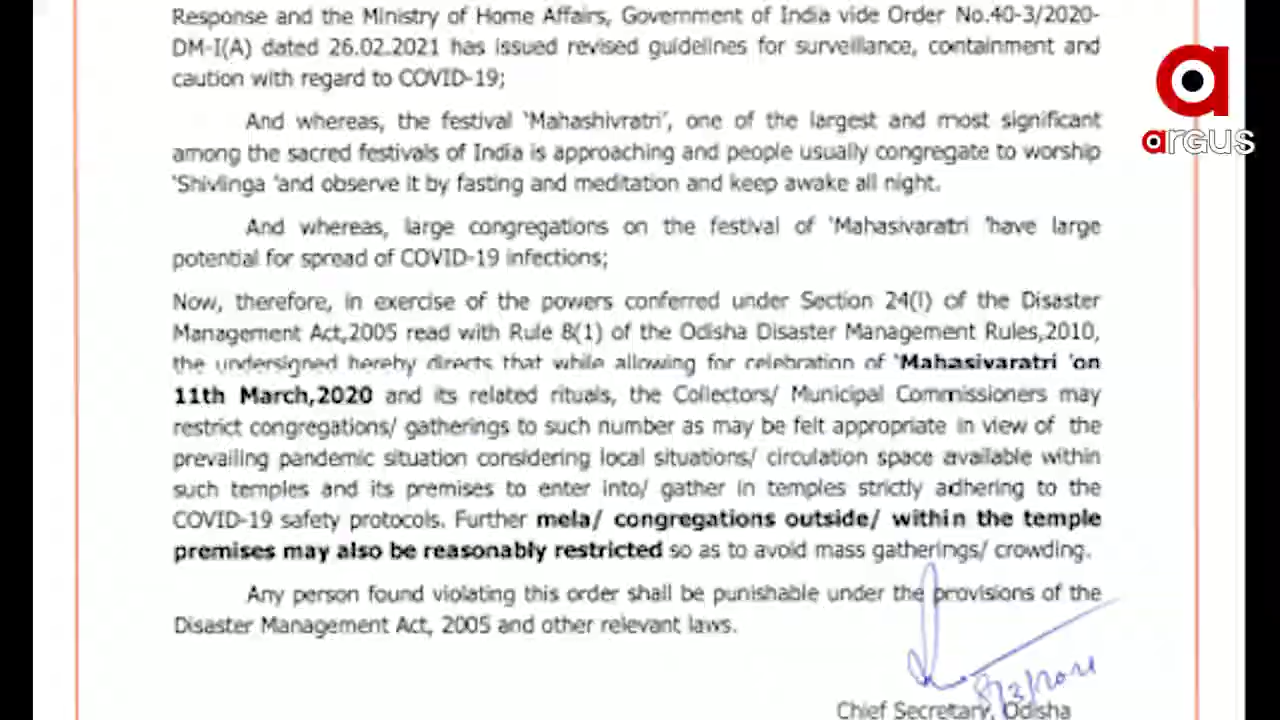 Response and the Ministry of Home Affairs, Government of India vide Order No.40-3/2020-
DM-I(A) dated 26.02.2021 has issued revised guidelines for surveillance, containment and
caution with regard to COVID-19;
And whereas, the festival 'Mahashivratri', one of the largest and most significant
among the sacred festivals of India is approaching and people usually congregate to worship
'Shivlinga 'and observe it by fasting and meditation and keep awake all night.
And whereas, large congregations on the festival of 'Mahasivaratri 'have large
potential for spread of COVID-19 infections;
Now, therefore, in exercise of the powers conferred under Section 24(l) of the Disaster
Management Act,2005 read with Rule 8(1) of the Odisha Disaster Management Rules,2010,
the undersigned hereby directs that while allowing for celebration of 'Mahasivaratri 'on
11th March,2020 and its related rituals, the Collectors/ Municipal Commissioners may
restrict congregations/ gatherings to such number as may be felt appropriate in view of the
prevailing pandemic situation considering local situations/ circulation space available within
such temples and its premises to enter into/ gather in temples strictly adhering to the
COVID-19 safety protocols. Further mela/ congregations outside/ within the temple
premises may also be reasonably restricted so as to avoid mass gatherings/ crowding.
Any person found violating this order shall be punishable under the provisions of the
Disaster Management Act, 2005 and other relevant laws.
8/3/2021
Chief Secretary, Odisha
a
argus